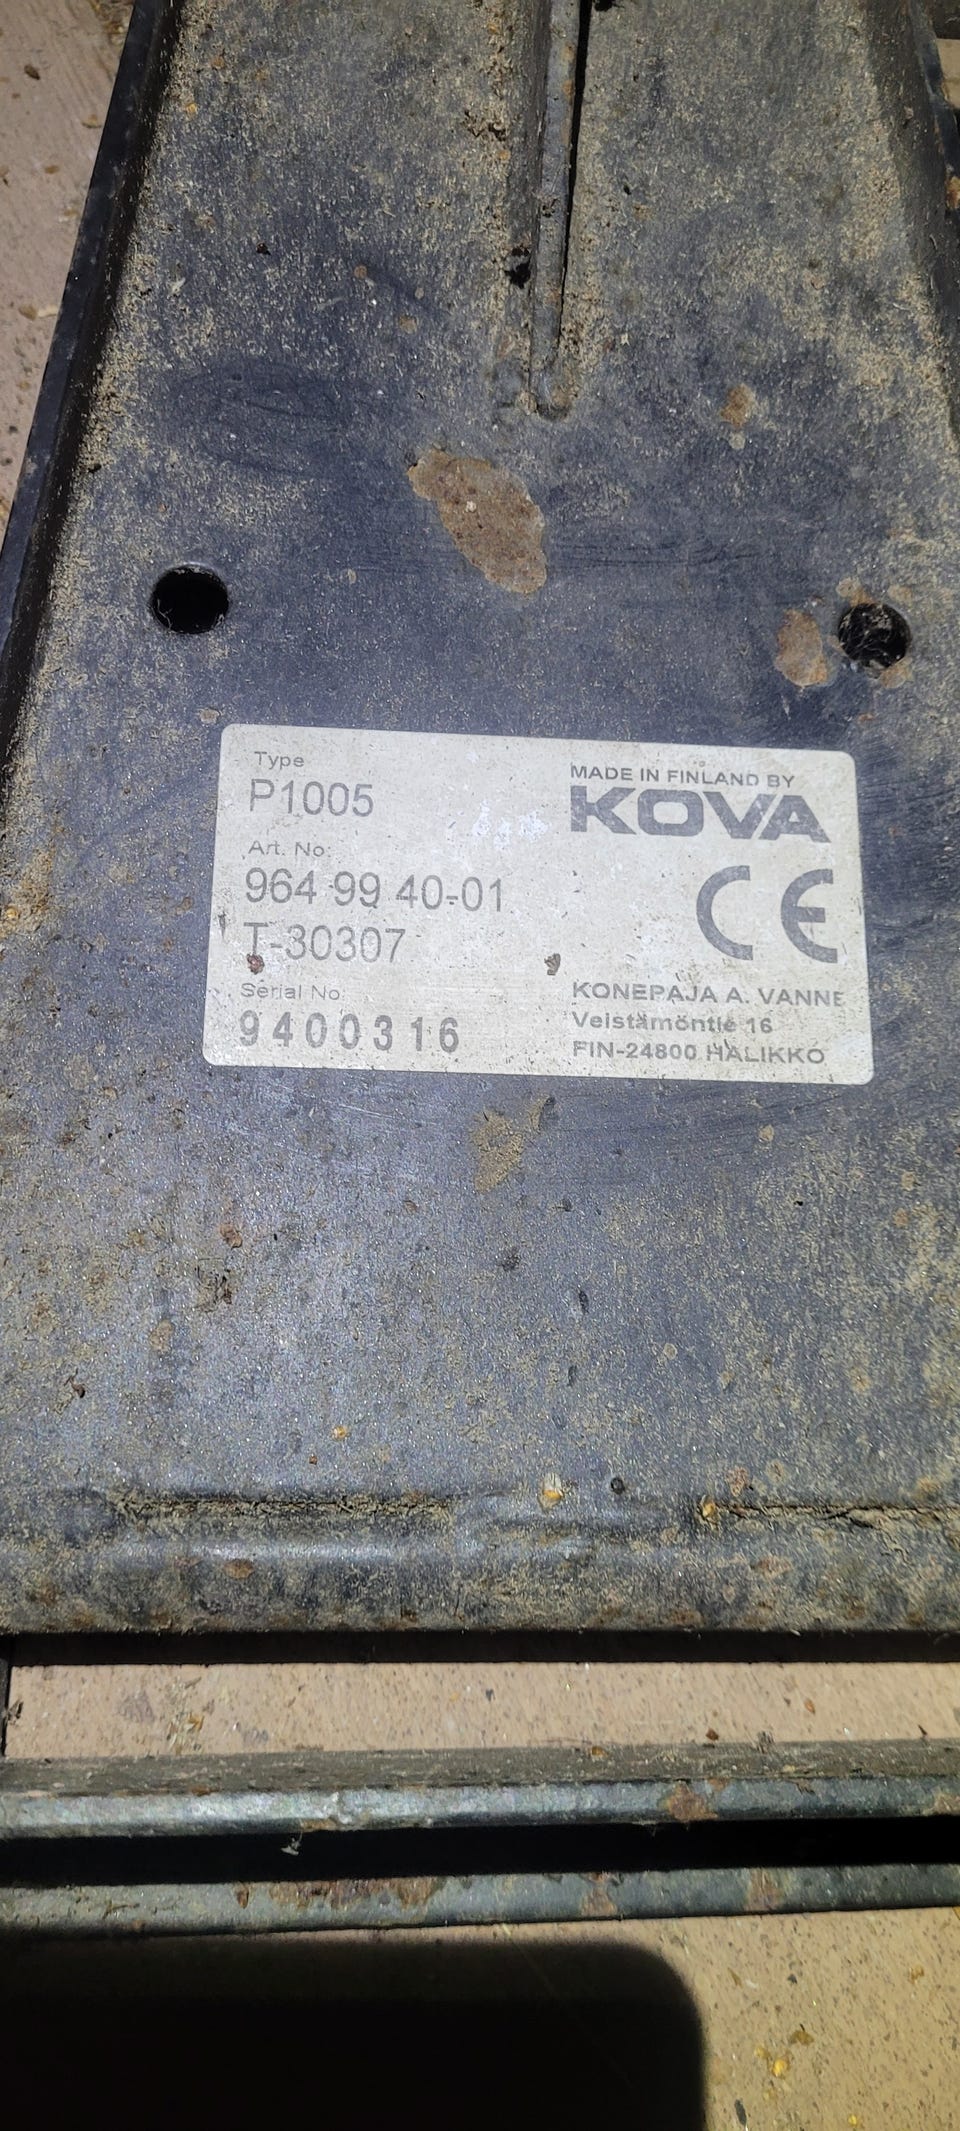 Type
P1005
Art. No:
964 99 40-01
T-30307
Serial No
9400316
MADE IN FINLAND BY
KOVA
CE
KONEPAJA A. VANNE
Veistämöntie 16
FIN-24800 HALIKKO